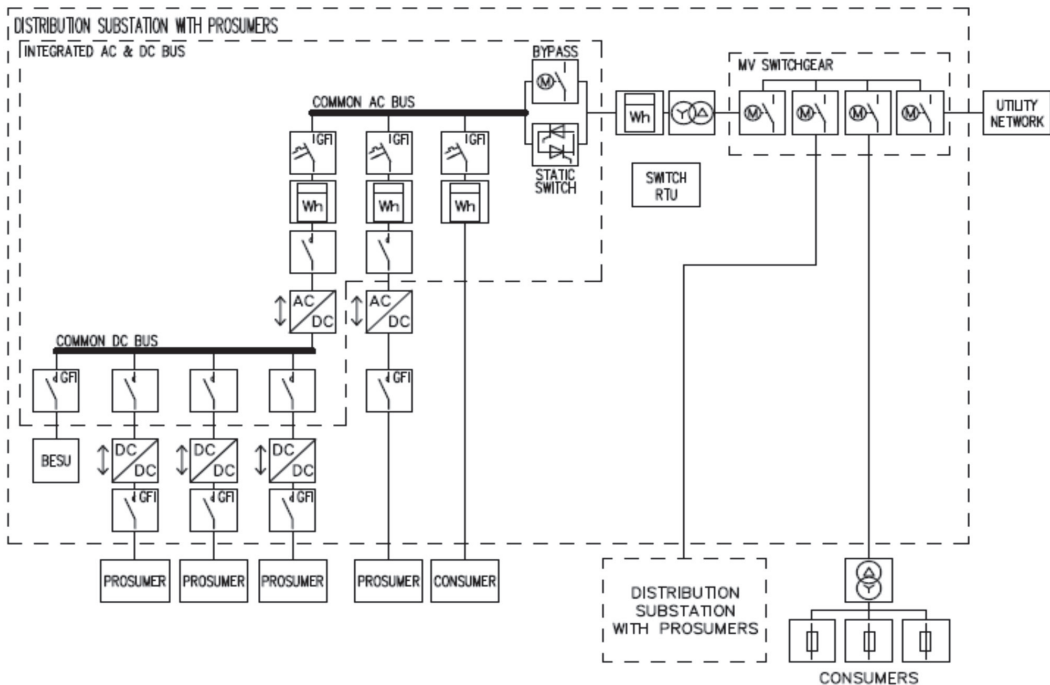 DISTRIBUTION SUBSTATION WITH PROSUMERS
INTEGRATED AC & DC BUS
BYPASS
M
MV SWITCHGEAR
M
M
M
M
COMMON AC BUS
Wh
UTILITY
NETWORK
GFI
GFI
GFI
STATIC
SWITCH
SWITCH
RTU
Wh
Wh
Wh
AC
DC
AC
DC
COMMON DC BUS
GFI
GFI
BESU
DC
DC
DC
DC
DC
DC
GFI
GFI
GFI
PROSUMER
PROSUMER
PROSUMER
PROSUMER
CONSUMER
DISTRIBUTION
SUBSTATION
WITH PROSUMERS
CONSUMERS